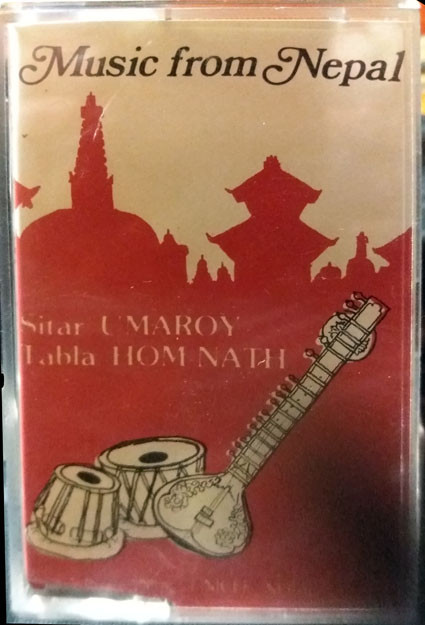 Music from Nepal
Sitar UMAROY
Tabla HOM NATH